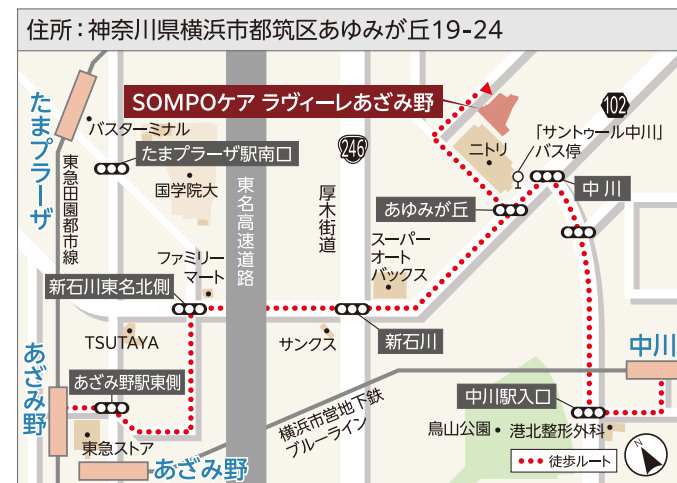 住所：神奈川県横浜市都筑区あゆみが丘19-24
SOMPOケア ラヴィーレあざみ野
102
たまプラーザ
バスターミナル
たまプラーザ駅南口
国学院大
東急田園都市線
東名高速道路
246
厚木街道
ニトリ
「サントゥール中川」
バス停
中川
あゆみが丘
スーパー
オート
バックス
ファミリー
マート
新石川東名北側
TSUTAYA
サンクス
新石川
中川
あざみ野
あざみ野駅東側
中川駅入口
横浜市営地下鉄
ブルーライン
烏山公園
港北整形外科
東急ストア
あざみ野
徒歩ルート
N